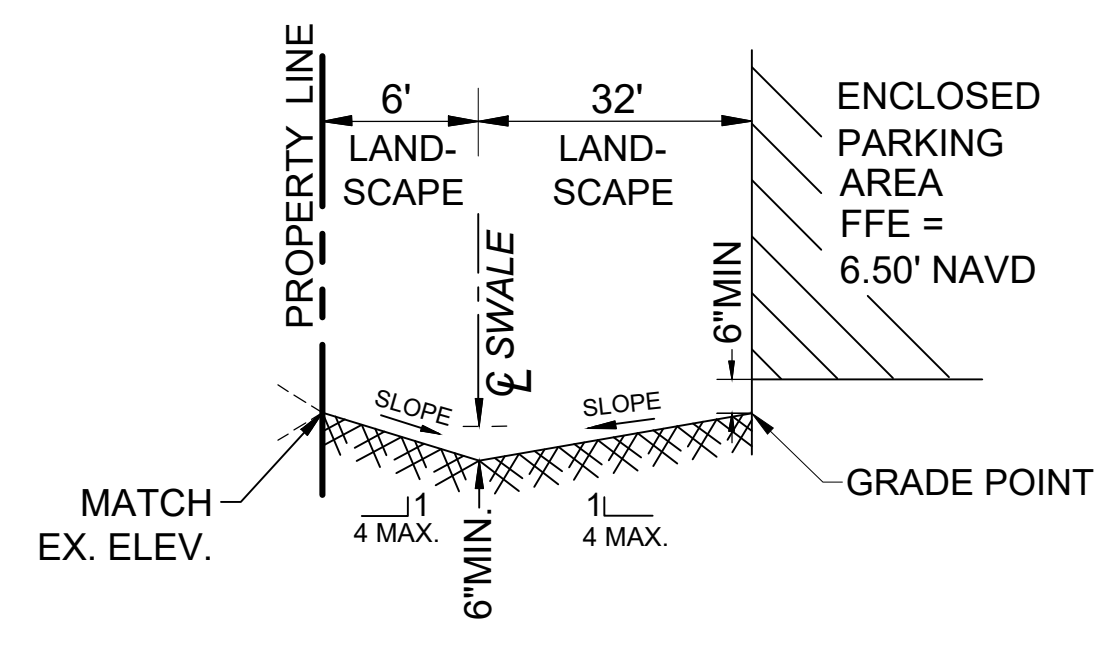 PROPERTY LINE
6'
LAND-
SCAPE
32'
LAND-
SCAPE
ENCLOSED
PARKING
AREA
FFE =
6.50' NAVD
℄ SWALE
6"MIN
SLOPE
SLOPE
MATCH
EX. ELEV.
1
4 MAX.
6"MIN.
1
4 MAX.
GRADE POINT